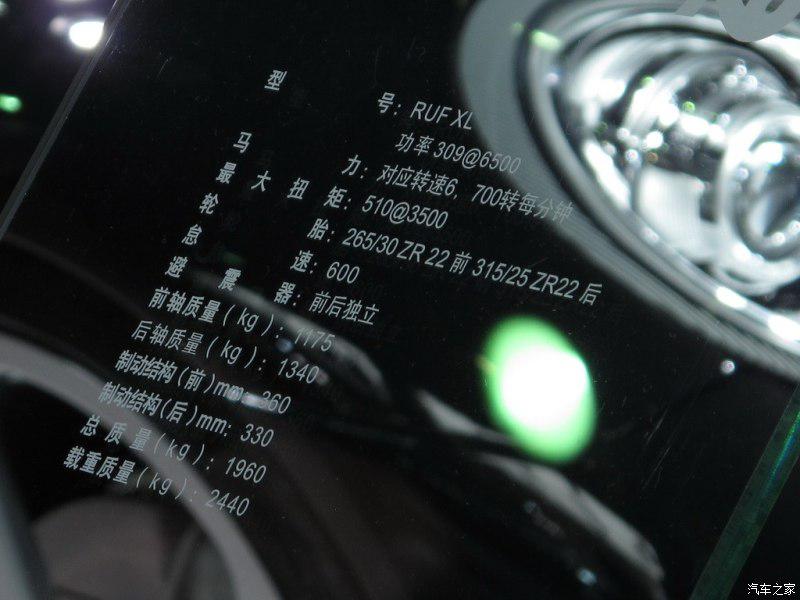 型 号：RUF XL
功率 309@6500
马 力：对应转速6，700转每分钟
最 大 扭 矩：510@3500
轮 胎：265/30 ZR 22 前 315/25 ZR22 后
怠 速：600
避 震 器：前后独立
前轴质量(kg)：1175
后轴质量(kg)：1340
制动结构(前)mm：360
制动结构(后)mm：330
总 质 量(kg)：1960
载重质量(kg)：2440
汽车之家